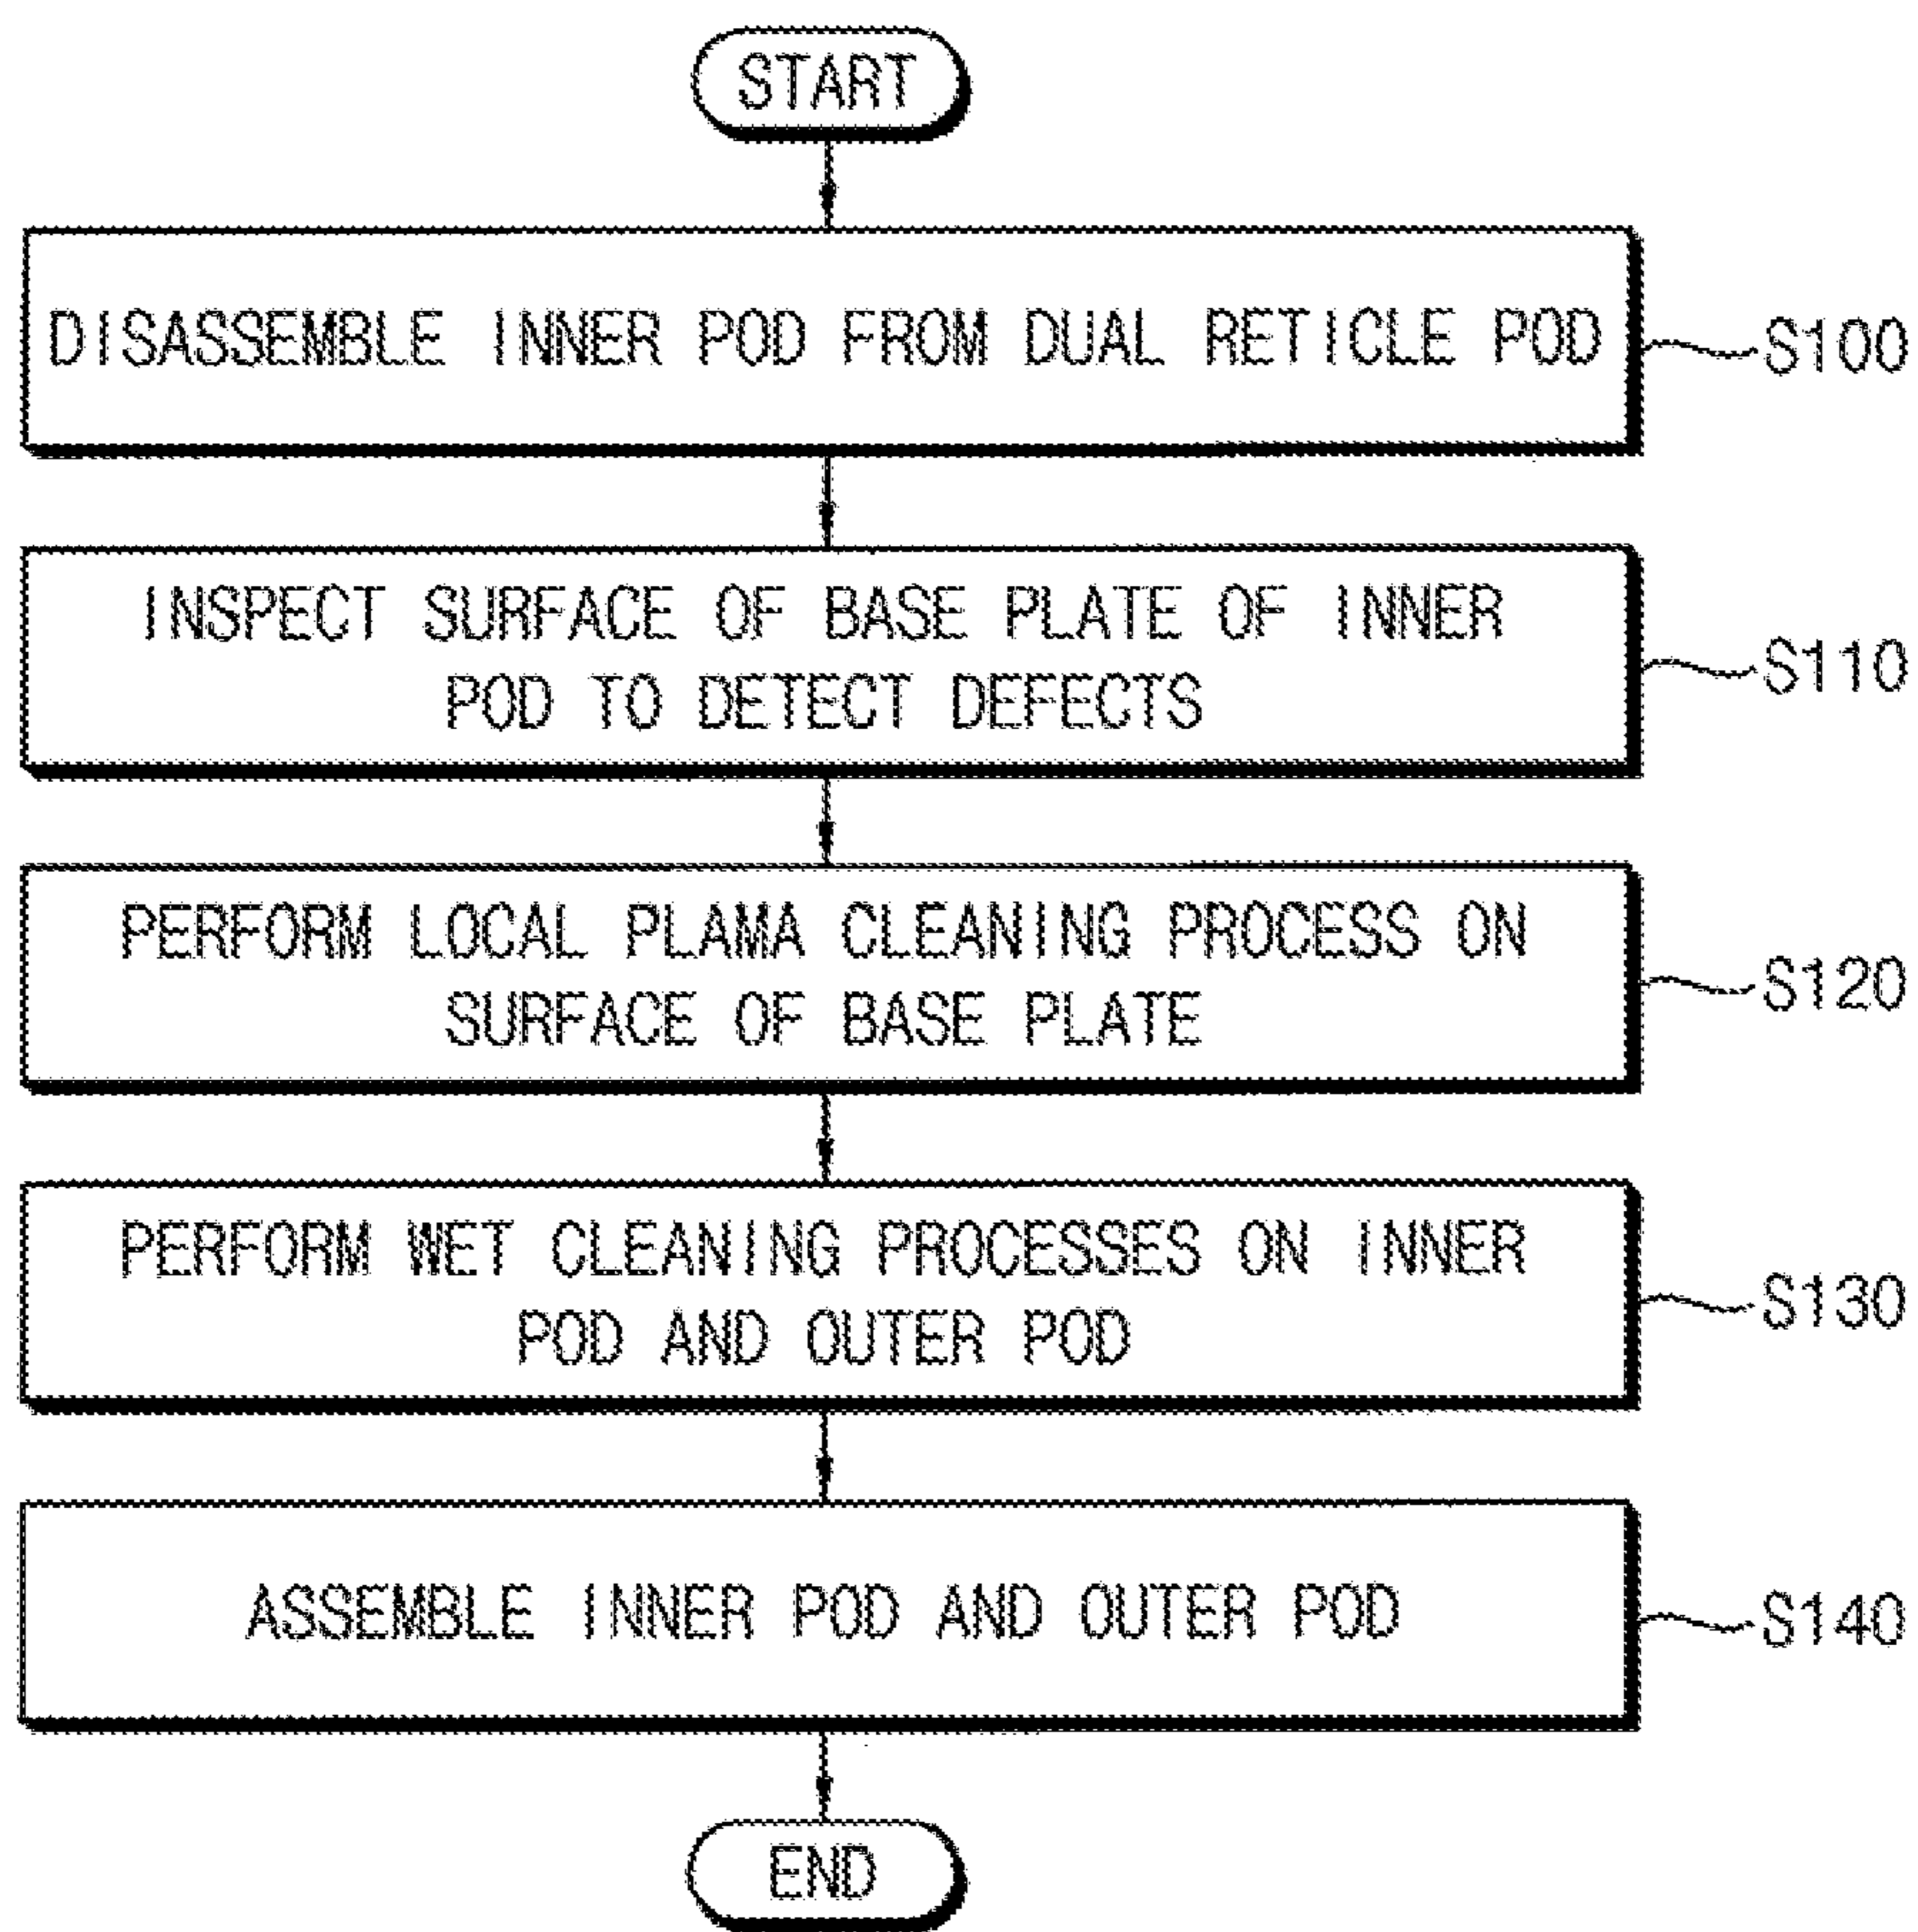 START
DISASSEMBLE INNER POD FROM DUAL RETICLE POD
S100
INSPECT SURFACE OF BASE PLATE OF INNER
POD TO DETECT DEFECTS
S110
PERFORM LOCAL PLAMA CLEANING PROCESS ON
SURFACE OF BASE PLATE
S120
PERFORM WET CLEANING PROCESSES ON INNER
POD AND OUTER POD
S130
ASSEMBLE INNER POD AND OUTER POD
S140
END